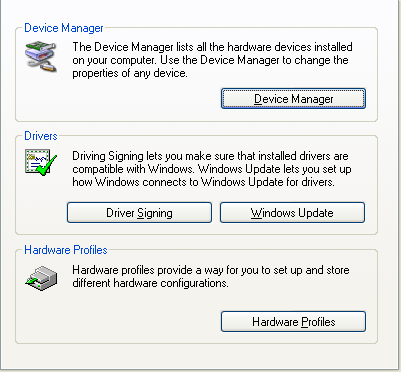 Device Manager
The Device Manager lists all the hardware devices installed
on your computer. Use the Device Manager to change the
properties of any device.
Device Manager
Drivers
Driving Signing lets you make sure that installed drivers are
compatible with Windows. Windows Update lets you set up
how Windows connects to Windows Update for drivers.
Driver Signing
Windows Update
Hardware Profiles
Hardware profiles provide a way for you to set up and store
different hardware configurations.
Hardware Profiles